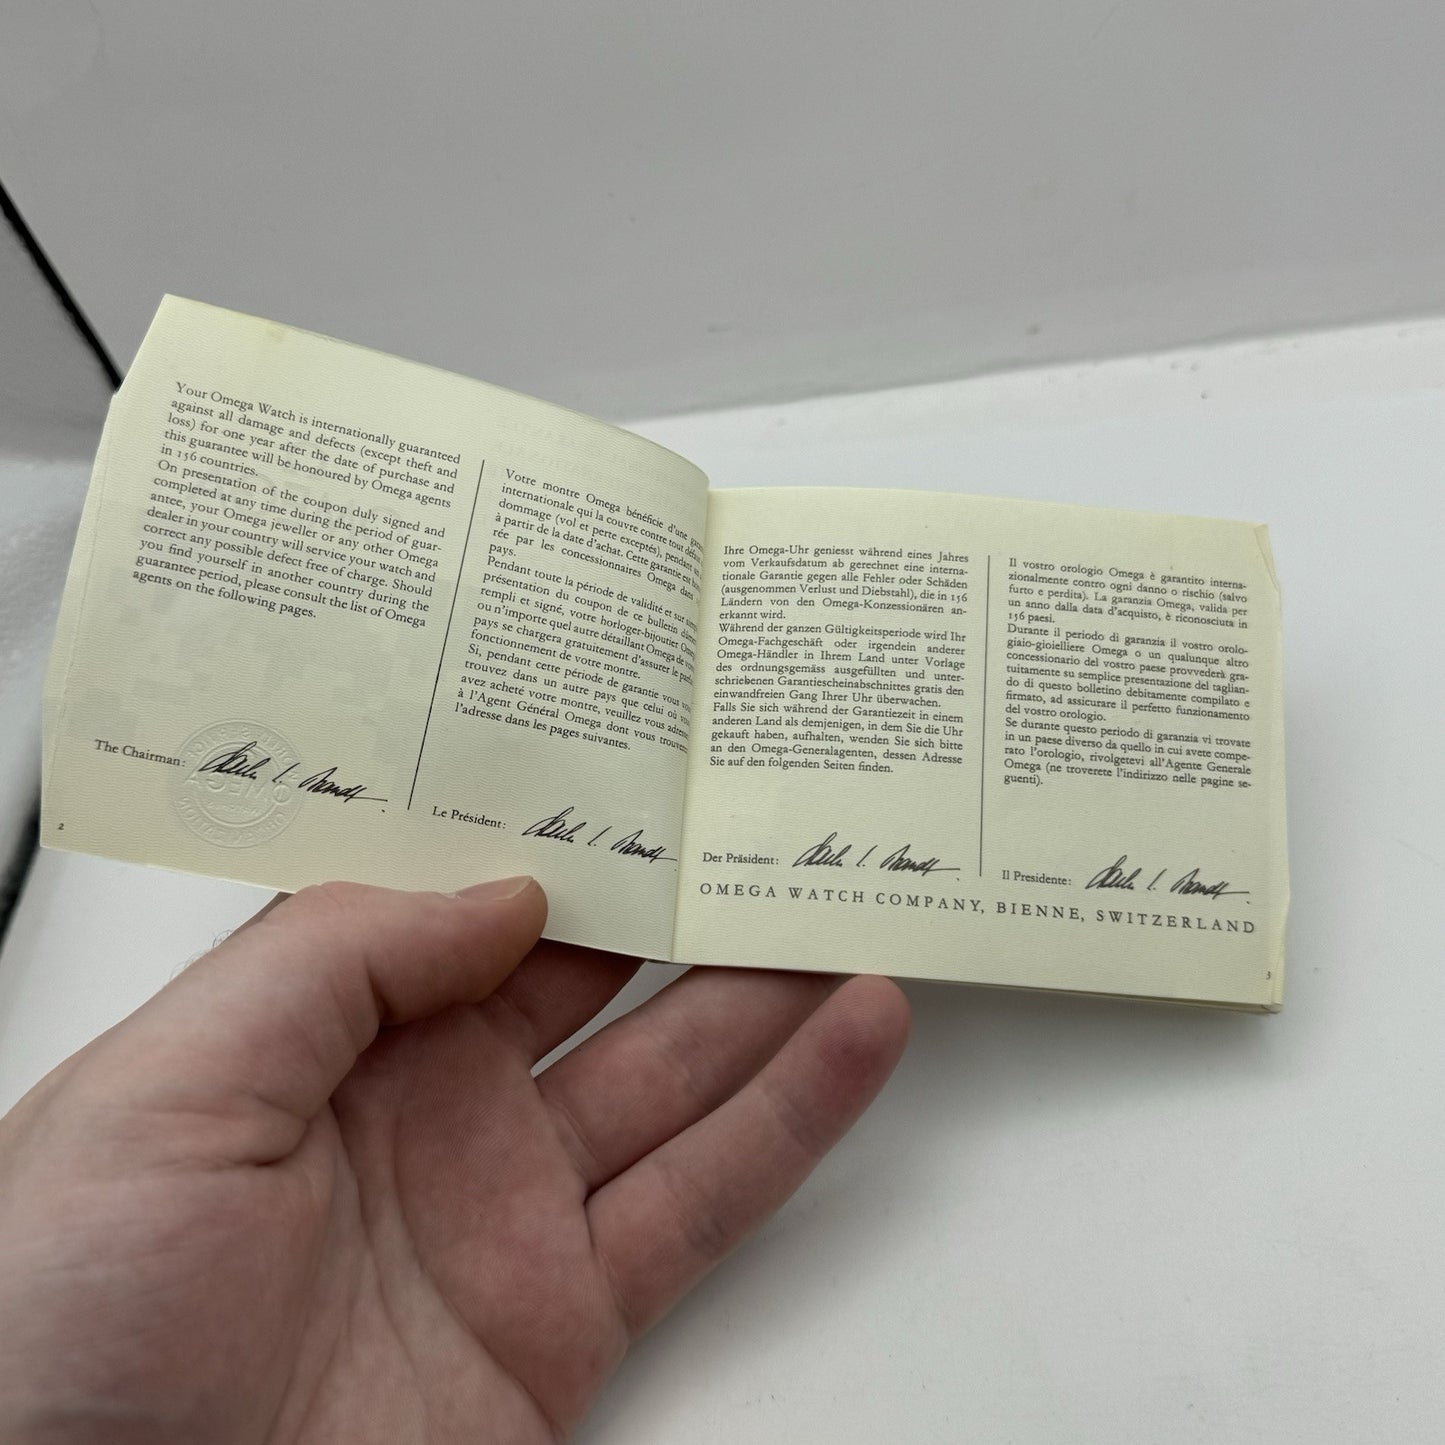 Your Omega Watch is internationally guaranteed
against all damage and defects (except theft and
loss) for one year after the date of purchase and
this guarantee will be honoured by Omega agents
in 156 countries.
On presentation of the coupon duly signed and
completed at any time during the period of guar-
antee, your Omega jeweller or any other Omega
dealer in your country will service your watch and
correct any possible defect free of charge. Should
you find yourself in another country during the
guarantee period, please consult the list of Omega
agents on the following pages.
The Chairman:
2
Votre montre Omega bénéficie d'une
internationale qui la couvre contre tout
dommage (vol et perte exceptés), pendant
à partir de la date d'achat. Cette garantie est
rée par les concessionnaires Omega dans
pays.
Pendant toute la période de validité et sur
présentation du coupon de ce bulletin
rempli et signé, votre horloger-bijoutier
ou n'importe quel autre détaillant Omega de
pays se chargera gratuitement d'assurer le
fonctionnement de votre montre.
Si, pendant cette période de garantie vous
trouvez dans un autre pays que celui où
avez acheté votre montre, veuillez vous
à l'Agent Général Omega dont vous
l'adresse dans les pages suivantes.
Le Président:
Ihre Omega-Uhr geniesst während eines Jahres
vom Verkaufsdatum ab gerechnet eine interna-
tionale Garantie gegen alle Fehler oder Schäden
(ausgenommen Verlust und Diebstahl), die in 156
Ländern von den Omega-Konzessionären an-
erkannt wird.
Während der ganzen Gültigkeitsperiode wird Ihr
Omega-Fachgeschäft oder irgendein anderer
Omega-Händler in Ihrem Land unter Vorlage
des ordnungsgemäss ausgefüllten und unter-
schriebenen Garantiescheinabschnittes gratis den
einwandfreien Gang Ihrer Uhr überwachen.
Falls Sie sich während der Garantiezeit in einem
anderen Land als demjenigen, in dem Sie die Uhr
gekauft haben, aufhalten, wenden Sie sich bitte
an den Omega-Generalagenten, dessen Adresse
Sie auf den folgenden Seiten finden.
Der Präsident:
Il vostro orologio Omega è garantito interna-
zionalmente contro ogni danno o rischio (salvo
furto e perdita). La garanzia Omega, valida per
un anno dalla data d'acquisto, è riconosciuta in
156 paesi.
Durante il periodo di garanzia il vostro orolo-
giaio-gioielliere Omega o un qualunque altro
concessionario del vostro paese provvederà gra-
tuitamente su semplice presentazione del taglian-
do di questo bollettino debitamente compilato e
firmato, ad assicurare il perfetto funzionamento
del vostro orologio.
Se durante questo periodo di garanzia vi trovate
in un paese diverso da quello in cui avete compe-
rato l'orologio, rivolgetevi all'Agente Generale
Omega (ne troverete l'indirizzo nelle pagine se-
guenti).
Il Presidente:
OMEGA WATCH COMPANY, BIENNE, SWITZERLAND
3